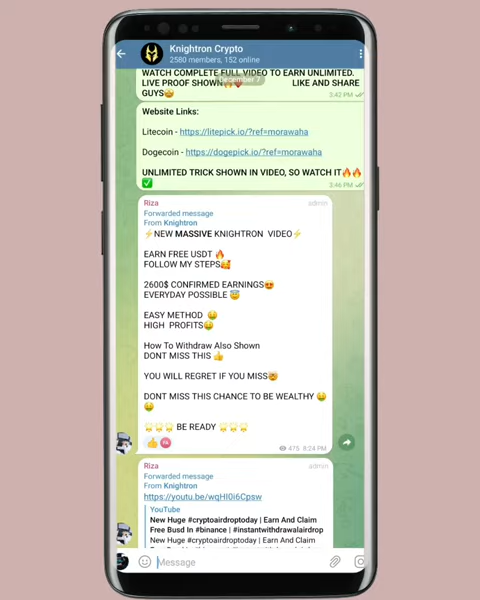 Knightron Crypto
2580 members, 152 online
WATCH COMPLETE FULL VIDEO TO EARN UNLIMITED.
LIVE PROOF SHOWN🔥❤️ LIKE AND SHARE
December 7
GUYS🤩
3:42 PM
Website Links:
Litecoin - https://litepick.io/?ref=morawaha
Dogecoin - https://dogepick.io/?ref=morawaha
UNLIMITED TRICK SHOWN IN VIDEO, SO WATCH IT🔥🔥
✅
3:46 PM
Riza admin
Forwarded message
From Knightron
⚡NEW MASSIVE KNIGHTRON VIDEO⚡
EARN FREE USDT 🔥
FOLLOW MY STEPS🥰
2600$ CONFIRMED EARNINGS😍
EVERYDAY POSSIBLE 😇
EASY METHOD 🤑
HIGH PROFITS🤑
How To Withdraw Also Shown
DONT MISS THIS 👍
YOU WILL REGRET IF YOU MISS🤯
DONT MISS THIS CHANCE TO BE WEALTHY 🤑
🤑
BE READY
475 8:24 PM
Riza admin
Forwarded message
From Knightron
https://youtu.be/wqHI0i6Cpsw
YouTube
New Huge #cryptoairdroptoday | Earn And Claim
Free Busd In #binance | #instantwithdrawalairdrop
New Huge #cryptoairdroptoday | Earn And Claim
Message